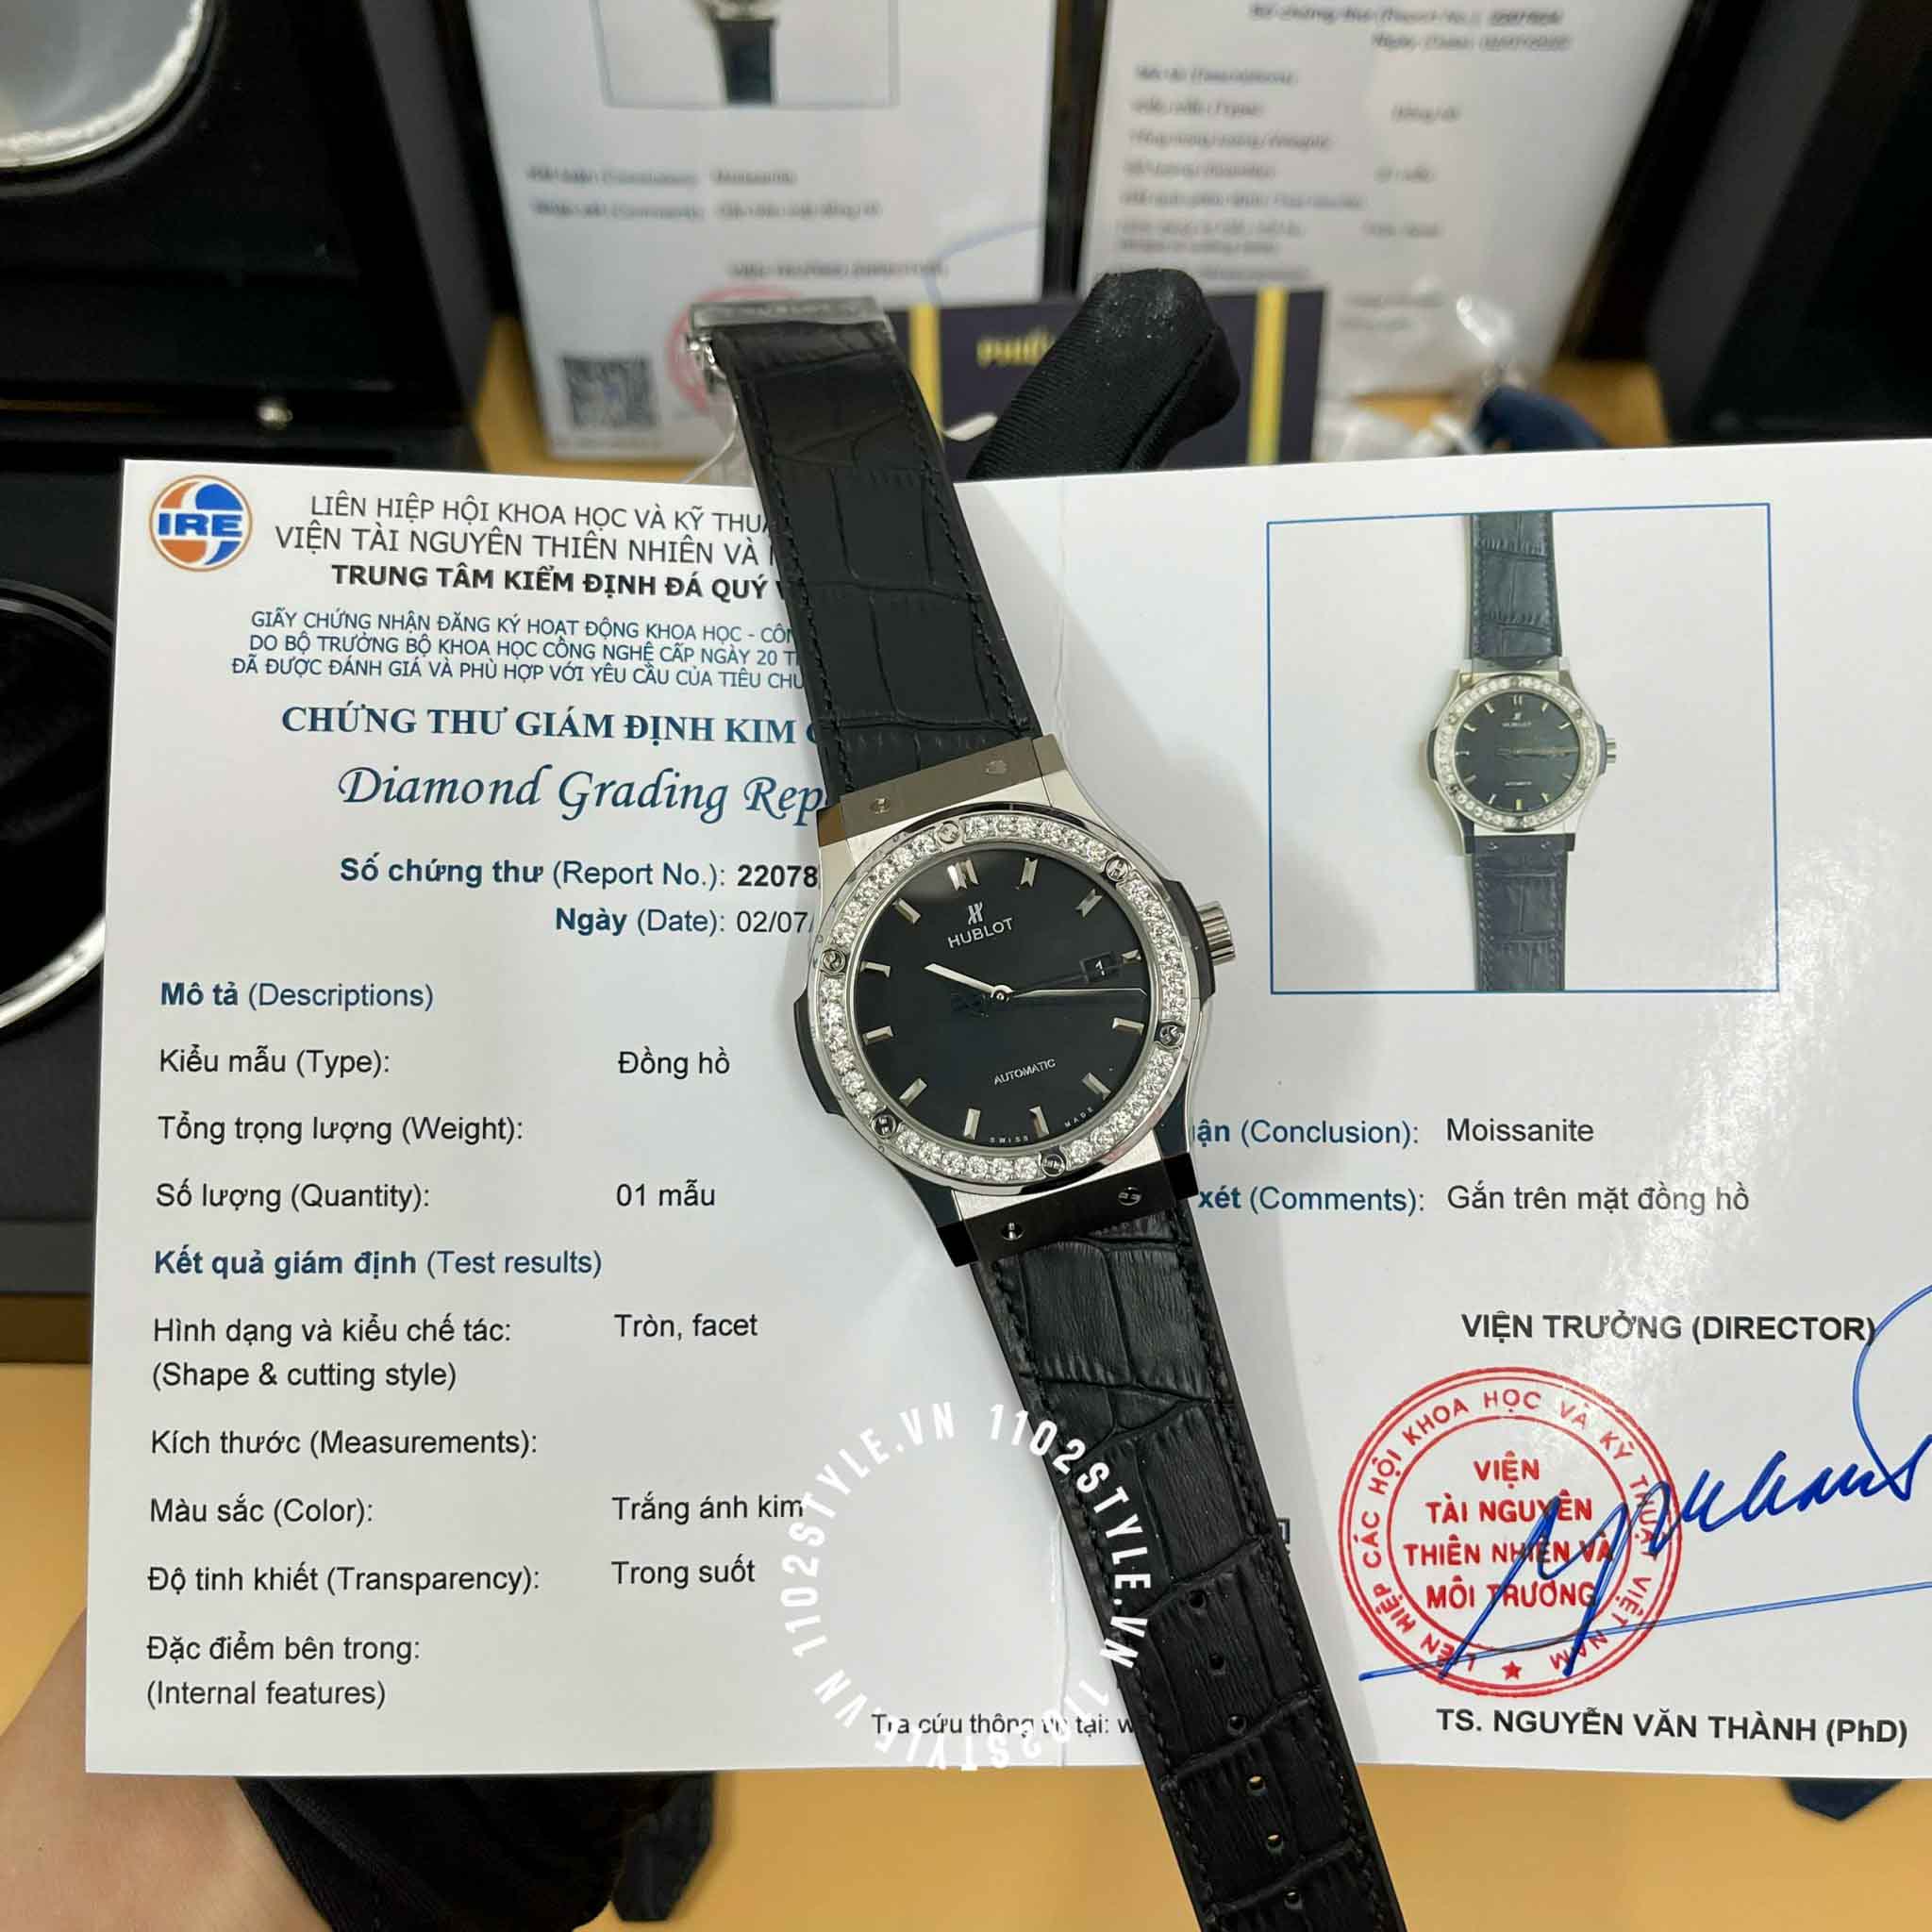 IRE
LIÊN HIỆP HỘI KHOA HỌC VÀ KỸ
VIỆN TÀI NGUYÊN THIÊN NHIÊN VÀ
TRUNG TÂM KIỂM ĐỊNH ĐÁ QUÝ
GIẤY CHỨNG NHẬN ĐĂNG KÝ HOẠT ĐỘNG KHOA HỌC -
DO BỘ TRƯỞNG BỘ KHOA HỌC CÔNG NGHỆ CẤP NGÀY 20
ĐÃ ĐƯỢC ĐÁNH GIÁ VÀ PHÙ HỢP VỚI YÊU CẦU CỦA TIÊU
CHỨNG THƯ GIÁM ĐỊNH KIM
Diamond Grading Rep
Số chứng thư (Report No.): 22078
Ngày (Date): 02/07/
Mô tả (Descriptions)
Kiểu mẫu (Type): Đồng hồ
Tổng trọng lượng (Weight):
Số lượng (Quantity): 01 mẫu
Kết quả giám định (Test results)
Hình dạng và kiểu chế tác: Tròn, facet
(Shape & cutting style)
Kích thước (Measurements):
Màu sắc (Color): Trắng ánh kim
Độ tinh khiết (Transparency): Trong suốt
Đặc điểm bên trong:
(Internal features)
Tra cứu thông tin tại: w
HUBLOT
1
AUTOMATIC
SWISS MADE
ận (Conclusion): Moissanite
xét (Comments): Gắn trên mặt đồng hồ
VIỆN TRƯỞNG (DIRECTOR)
LIÊN HIỆP CÁC HỘI KHOA HỌC VÀ KỸ THUẬT VIỆT NAM
VIỆN
TÀI NGUYÊN
THIÊN NHIÊN VÀ
MÔI TRƯỜNG
TS. NGUYỄN VĂN THÀNH (PhD)
1102STYLE.VN 1102STYLE.VN 1102STYLE.VN